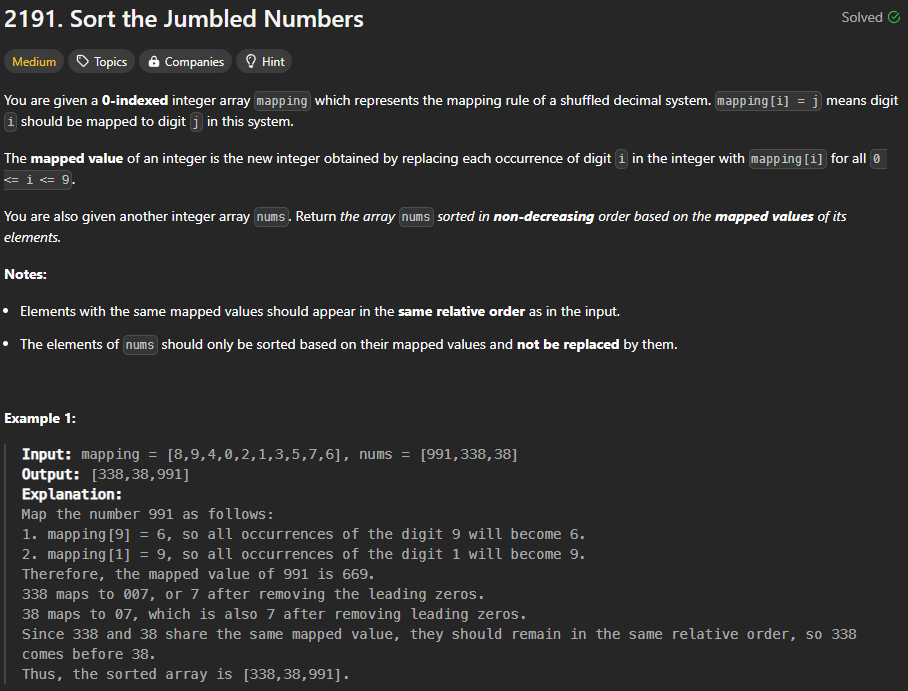 2191. Sort the Jumbled Numbers
Solved
Medium Topics Companies Hint
You are given a 0-indexed integer array mapping which represents the mapping rule of a shuffled decimal system. mapping[i] = j means digit
i should be mapped to digit j in this system.
The mapped value of an integer is the new integer obtained by replacing each occurrence of digit i in the integer with mapping[i] for all 0
<= i <= 9.
You are also given another integer array nums. Return the array nums sorted in non-decreasing order based on the mapped values of its
elements.
Notes:
• Elements with the same mapped values should appear in the same relative order as in the input.
• The elements of nums should only be sorted based on their mapped values and not be replaced by them.
Example 1:
Input: mapping = [8,9,4,0,2,1,3,5,7,6], nums = [991,338,38]
Output: [338,38,991]
Explanation:
Map the number 991 as follows:
1. mapping[9] = 6, so all occurrences of the digit 9 will become 6.
2. mapping[1] = 9, so all occurrences of the digit 1 will become 9.
Therefore, the mapped value of 991 is 669.
338 maps to 007, or 7 after removing the leading zeros.
38 maps to 07, which is also 7 after removing leading zeros.
Since 338 and 38 share the same mapped value, they should remain in the same relative order, so 338
comes before 38.
Thus, the sorted array is [338,38,991].